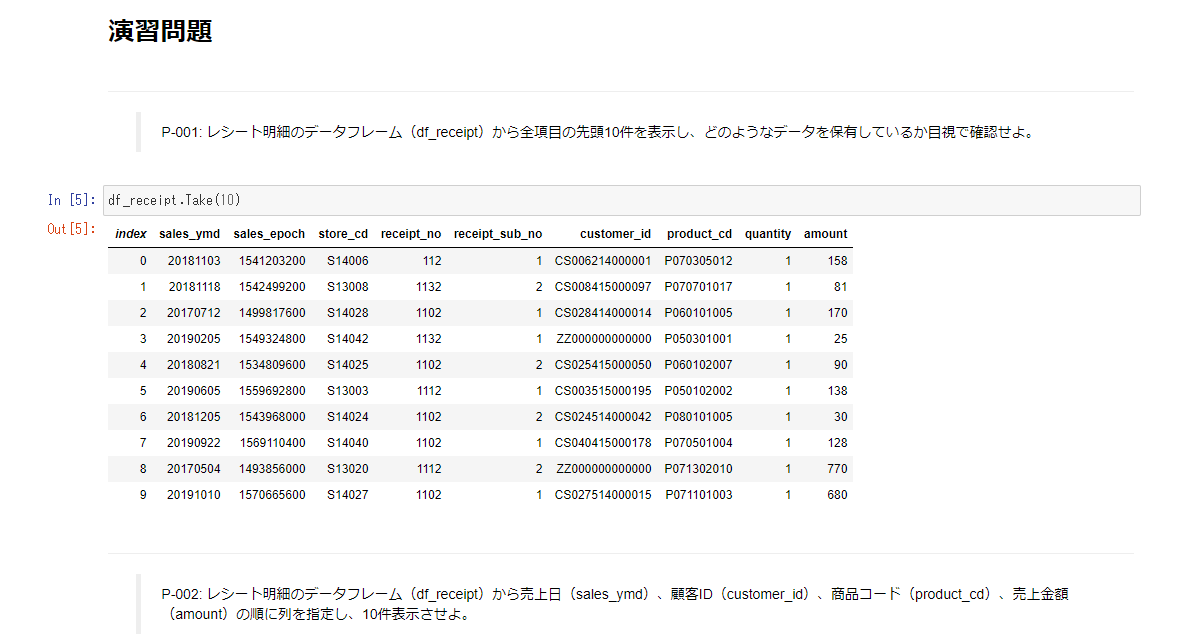 演習問題
P-001: レシート明細のデータフレーム（df_receipt）から全項目の先頭10件を表示し、どのようなデータを保有しているか目視で確認せよ。
In [5]: df_receipt.Take(10)
Out[5]: index sales_ymd sales_epoch store_cd receipt_no receipt_sub_no customer_id product_cd quantity amount
0 20181103 1541203200 S14006 112 1 CS006214000001 P070305012 1 158
1 20181118 1542499200 S13008 1132 2 CS008415000097 P070701017 1 81
2 20170712 1499817600 S14028 1102 1 CS028414000014 P060101005 1 170
3 20190205 1549324800 S14042 1132 1 ZZ000000000000 P050301001 1 25
4 20180821 1534809600 S14025 1102 2 CS025415000050 P060102007 1 90
5 20190605 1559692800 S13003 1112 1 CS003515000195 P050102002 1 138
6 20181205 1543968000 S14024 1102 2 CS024514000042 P080101005 1 30
7 20190922 1569110400 S14040 1102 1 CS040415000178 P070501004 1 128
8 20170504 1493856000 S13020 1112 2 ZZ000000000000 P071302010 1 770
9 20191010 1570665600 S14027 1102 1 CS027514000015 P071101003 1 680
P-002: レシート明細のデータフレーム（df_receipt）から売上日（sales_ymd）、顧客ID（customer_id）、商品コード（product_cd）、売上金額
（amount）の順に列を指定し、10件表示させよ。